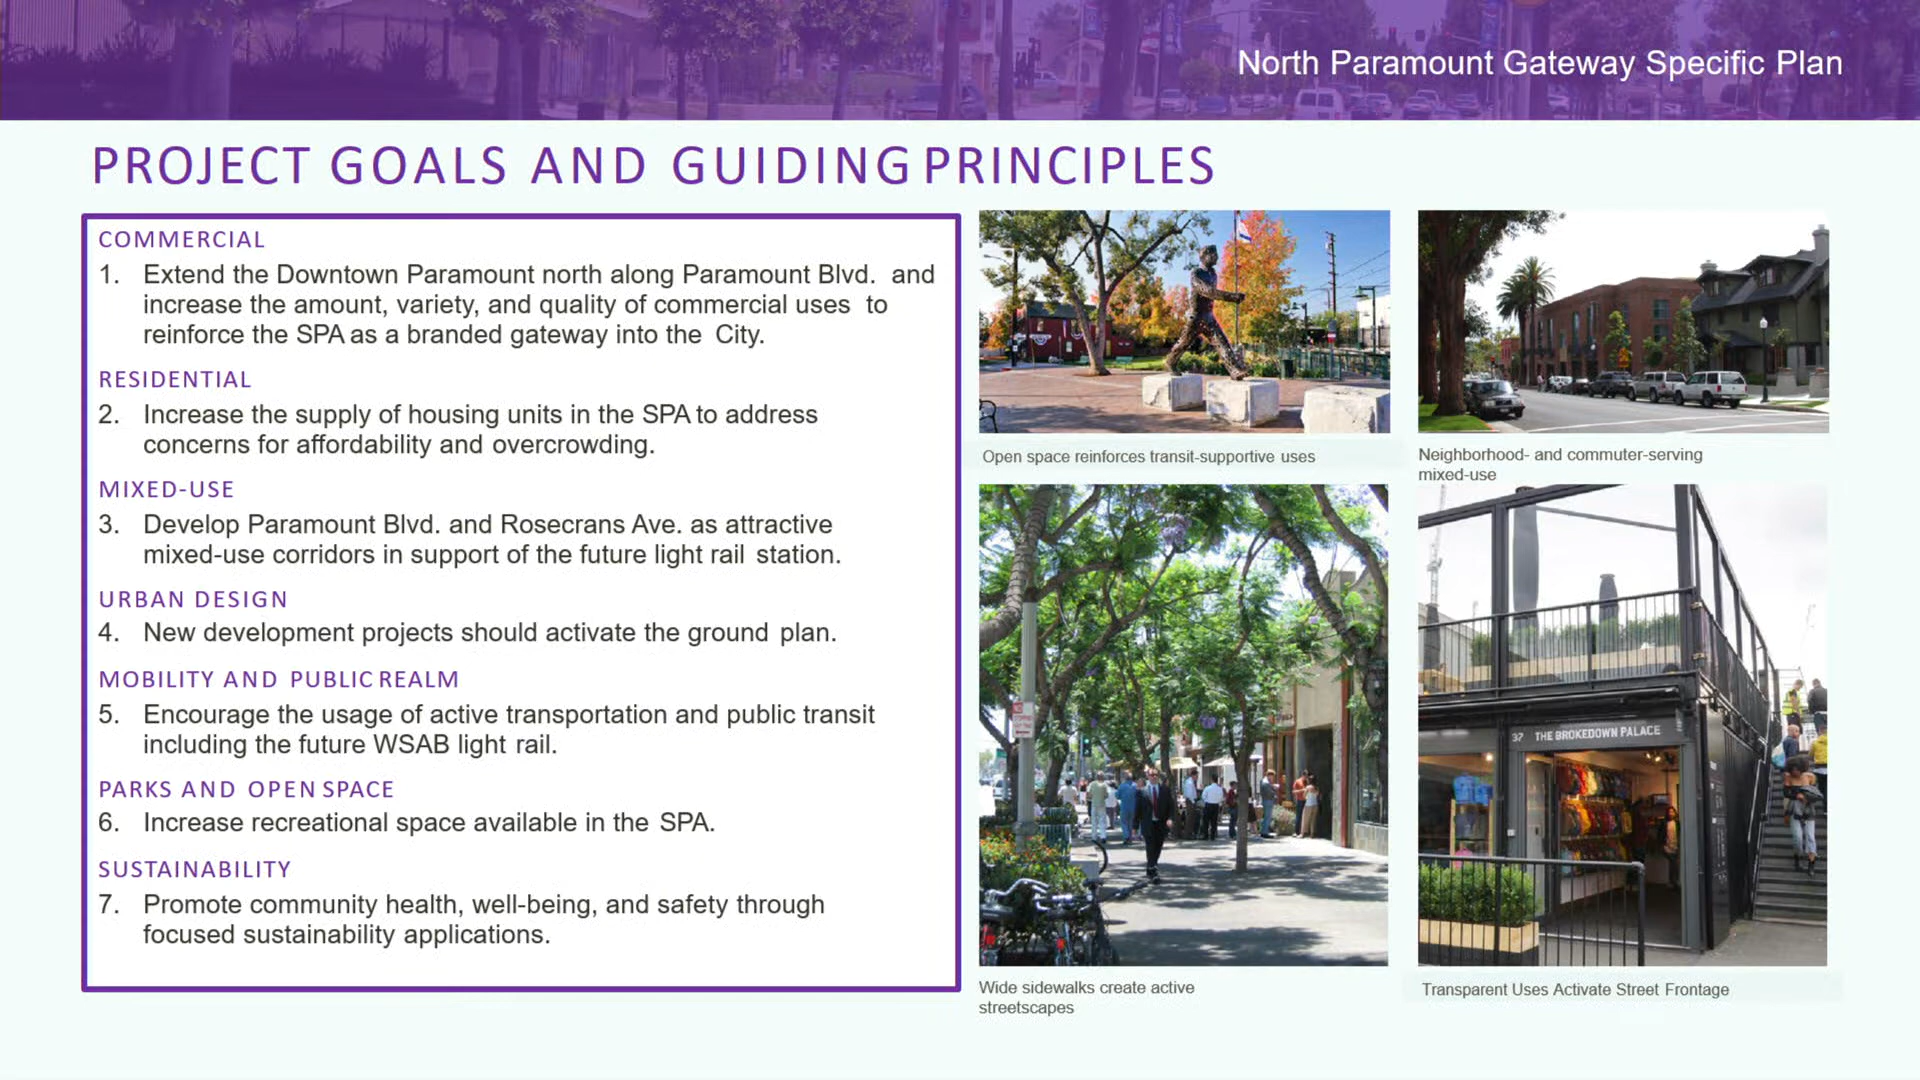 North Paramount Gateway Specific Plan
PROJECT GOALS AND GUIDING PRINCIPLES
COMMERCIAL
1. Extend the Downtown Paramount north along Paramount Blvd. and
increase the amount, variety, and quality of commercial uses to
reinforce the SPA as a branded gateway into the City.
RESIDENTIAL
2. Increase the supply of housing units in the SPA to address
concerns for affordability and overcrowding.
MIXED-USE
3. Develop Paramount Blvd. and Rosecrans Ave. as attractive
mixed-use corridors in support of the future light rail station.
URBAN DESIGN
4. New development projects should activate the ground plan.
MOBILITY AND PUBLIC REALM
5. Encourage the usage of active transportation and public transit
including the future WSAB light rail.
PARKS AND OPEN SPACE
6. Increase recreational space available in the SPA.
SUSTAINABILITY
7. Promote community health, well-being, and safety through
focused sustainability applications.
Open space reinforces transit-supportive uses
Neighborhood- and commuter-serving
mixed-use
37 THE BROKEDOWN PALACE
Wide sidewalks create active
streetscapes
Transparent Uses Activate Street Frontage